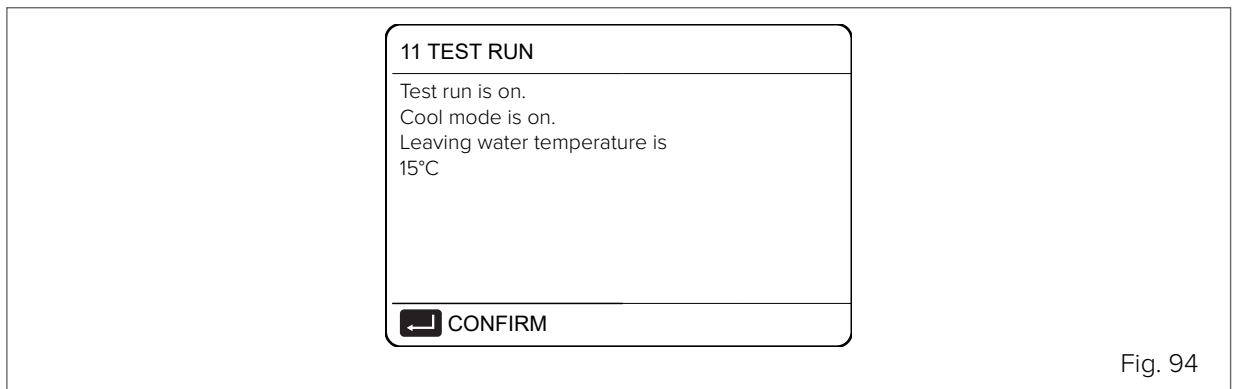 11 TEST RUN
Test run is on.
Cool mode is on.
Leaving water temperature is
15°C
CONFIRM
Fig. 94